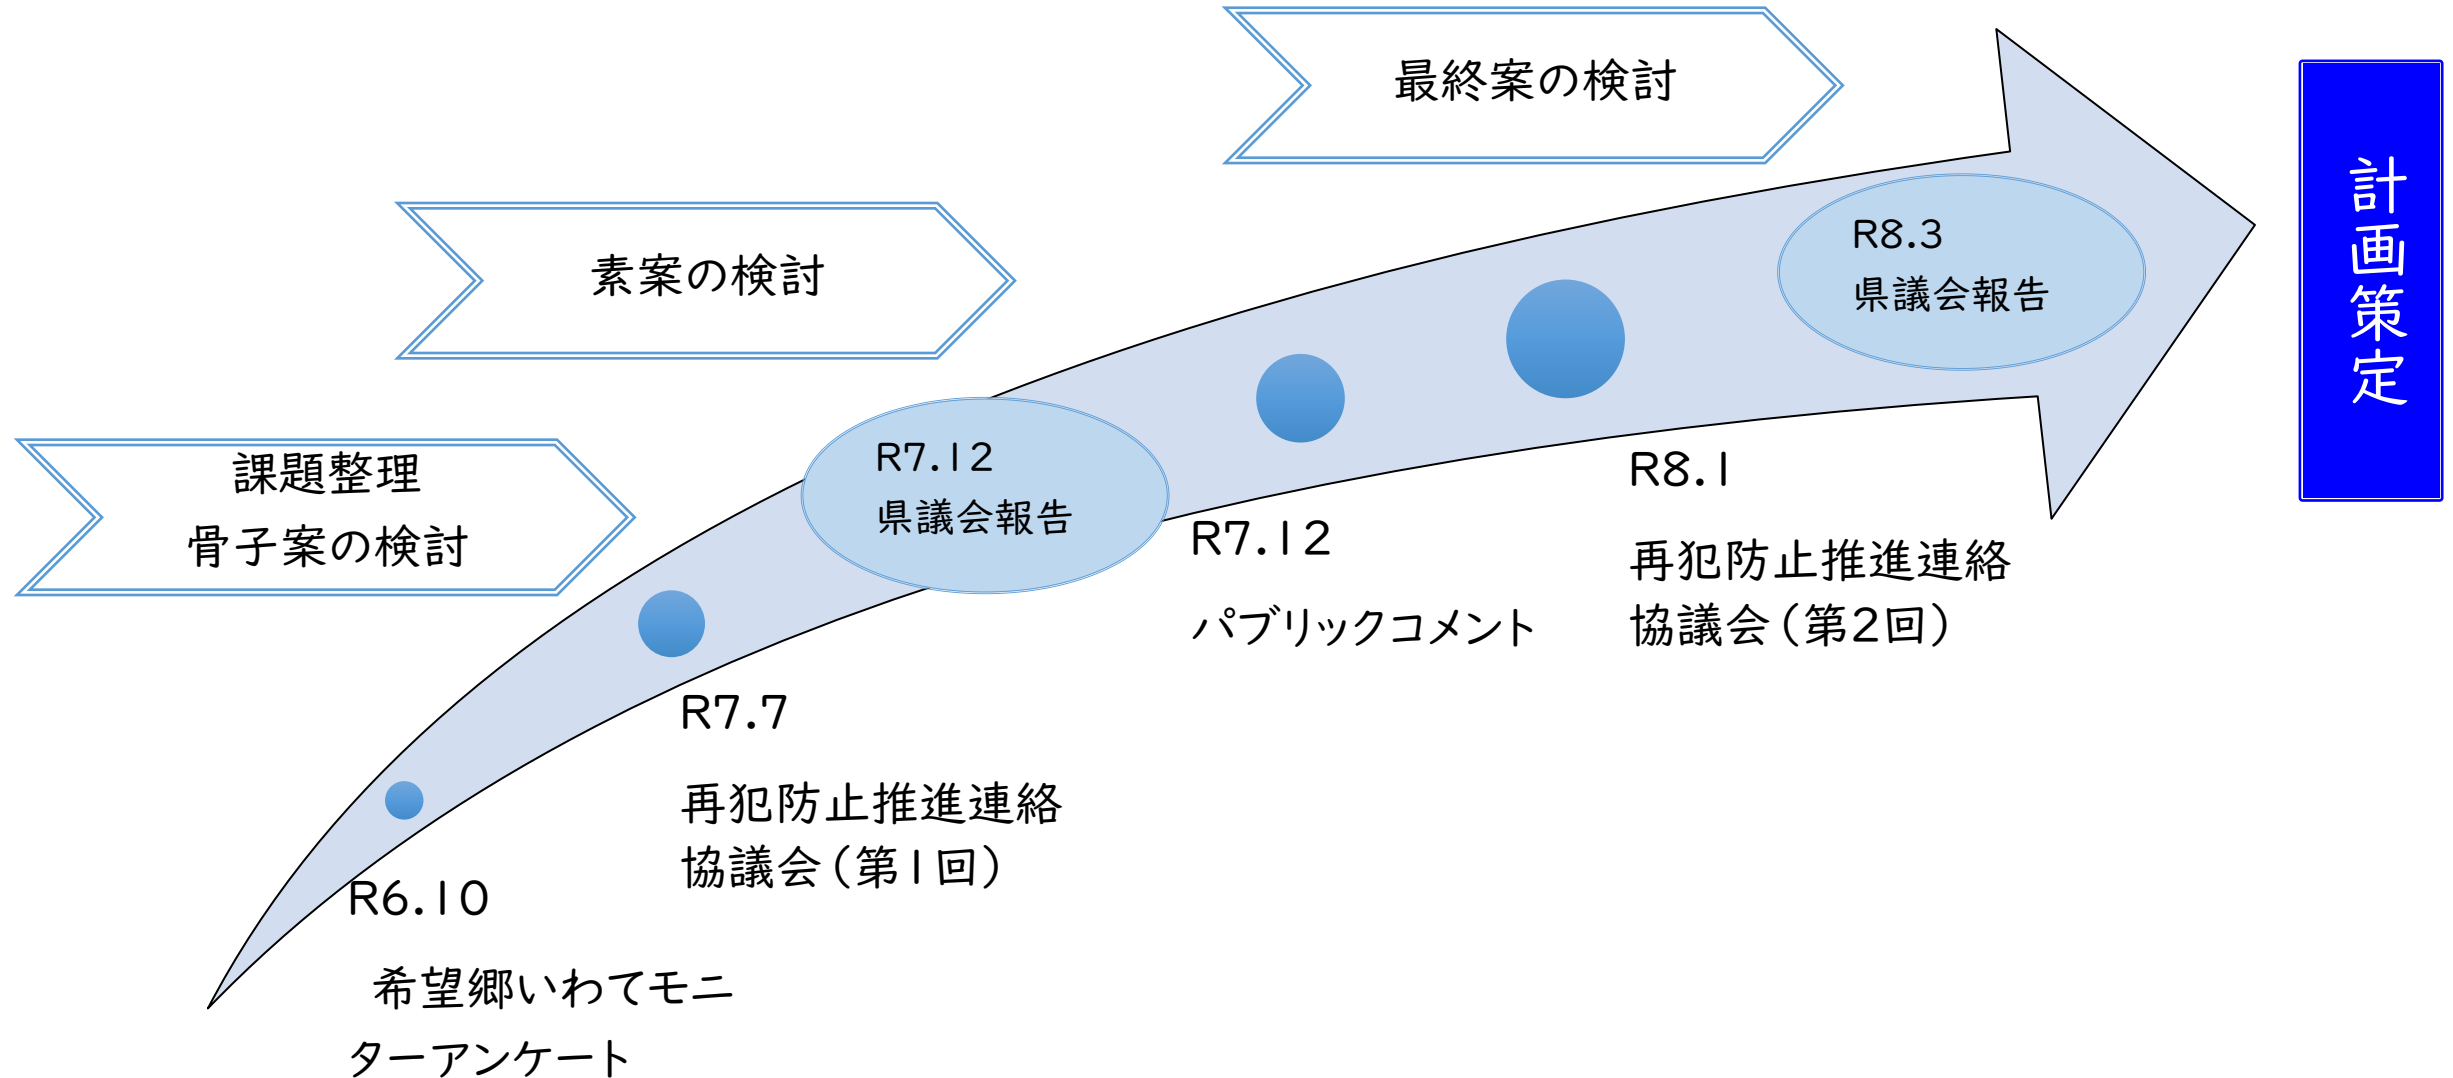 最終案の検討
素案の検討
課題整理
骨子案の検討
R6.10
希望郷いわてモニ
ターアンケート
R7.7
再犯防止推進連絡
協議会(第1回)
R7.12
県議会報告
R7.12
パブリックコメント
R8.1
再犯防止推進連絡
協議会(第2回)
R8.3
県議会報告
計画策定